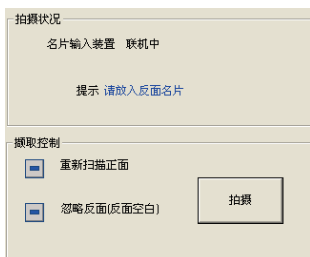 拍摄状况
名片输入装置 联机中
提示 请放入反面名片
撷取控制
重新扫描正面
拍摄
忽略反面(反面空白)